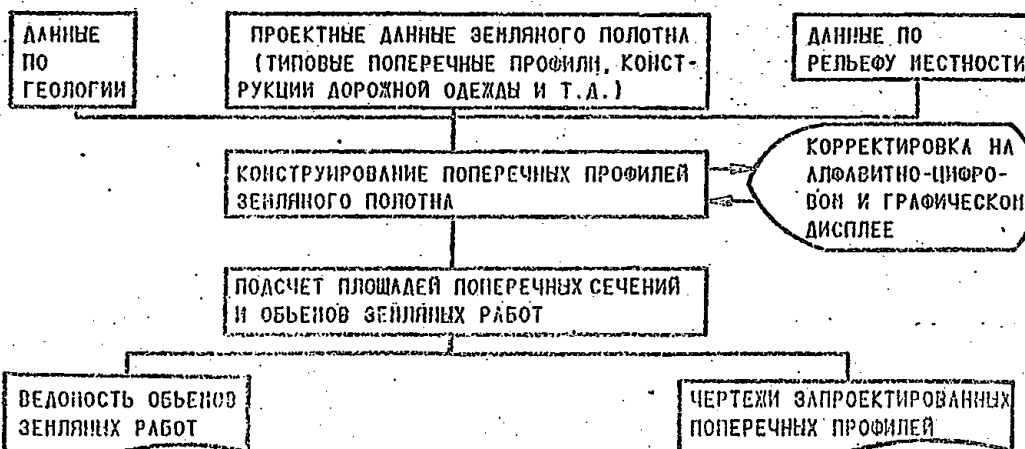 ДАННЫЕ
ПО
ГЕОЛОГИИ
ПРОЕКТНЫЕ ДАННЫЕ ЗЕМЛЯНОГО ПОЛОТНА
(ТИПОВЫЕ ПОПЕРЕЧНЫЕ ПРОФИЛИ, КОНСТ-
РУКЦИИ ДОРОЖНОЙ ОДЕЖДЫ И Т.Д.)
ДАННЫЕ ПО
РЕЛЬЕФУ МЕСТНОСТИ
КОНСТРУИРОВАНИЕ ПОПЕРЕЧНЫХ ПРОФИЛЕЙ
ЗЕМЛЯНОГО ПОЛОТНА
КОРРЕКТИРОВКА НА
АЛФАВИТНО-ЦИФРО-
ВОМ И ГРАФИЧЕСКОМ
ДИСПЛЕЕ
ПОДСЧЕТ ПЛОЩАДЕЙ ПОПЕРЕЧНЫХ СЕЧЕНИЙ
И ОБЬЕМОВ ЗЕМЛЯНЫХ РАБОТ
ВЕДОМОСТЬ ОБЬЕМОВ
ЗЕМЛЯНЫХ РАБОТ
ЧЕРТЕЖИ ЗАПРОЕКТИРОВАННЫХ
ПОПЕРЕЧНЫХ ПРОФИЛЕЙ